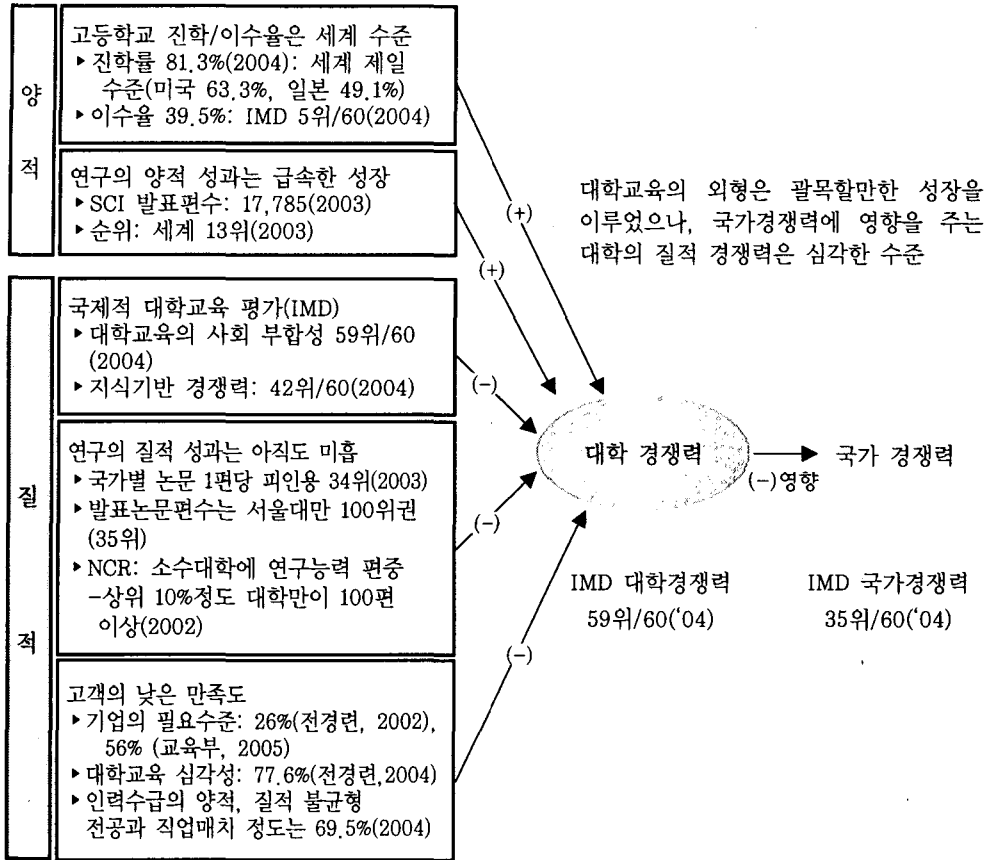 양
적
고등학교 진학/이수율은 세계 수준
▸ 진학률 81.3%(2004): 세계 제일
수준(미국 63.3%, 일본 49.1%)
▸ 이수율 39.5%: IMD 5위/60(2004)
연구의 양적 성과는 급속한 성장
▸ SCI 발표편수: 17,785(2003)
▸ 순위: 세계 13위(2003)
(+)
(+)
대학교육의 외형은 괄목할만한 성장을
이루었으나, 국가경쟁력에 영향을 주는
대학의 질적 경쟁력은 심각한 수준
질
적
국제적 대학교육 평가(IMD)
▸ 대학교육의 사회 부합성 59위/60
(2004)
▸ 지식기반 경쟁력: 42위/60(2004)
(-)
연구의 질적 성과는 아직도 미흡
▸ 국가별 논문 1편당 피인용 34위(2003)
▸ 발표논문편수는 서울대만 100위권
(35위)
▸ NCR: 소수대학에 연구능력 편중
-상위 10%정도 대학만이 100편
이상(2002)
(-)
고객의 낮은 만족도
▸ 기업의 필요수준: 26%(전경련, 2002),
56% (교육부, 2005)
▸ 대학교육 심각성: 77.6%(전경련,2004)
▸ 인력수급의 양적, 질적 불균형
전공과 직업매치 정도는 69.5%(2004)
(-)
대학 경쟁력
(-)영향
국가 경쟁력
IMD 대학경쟁력
59위/60('04)
IMD 국가경쟁력
35위/60('04)